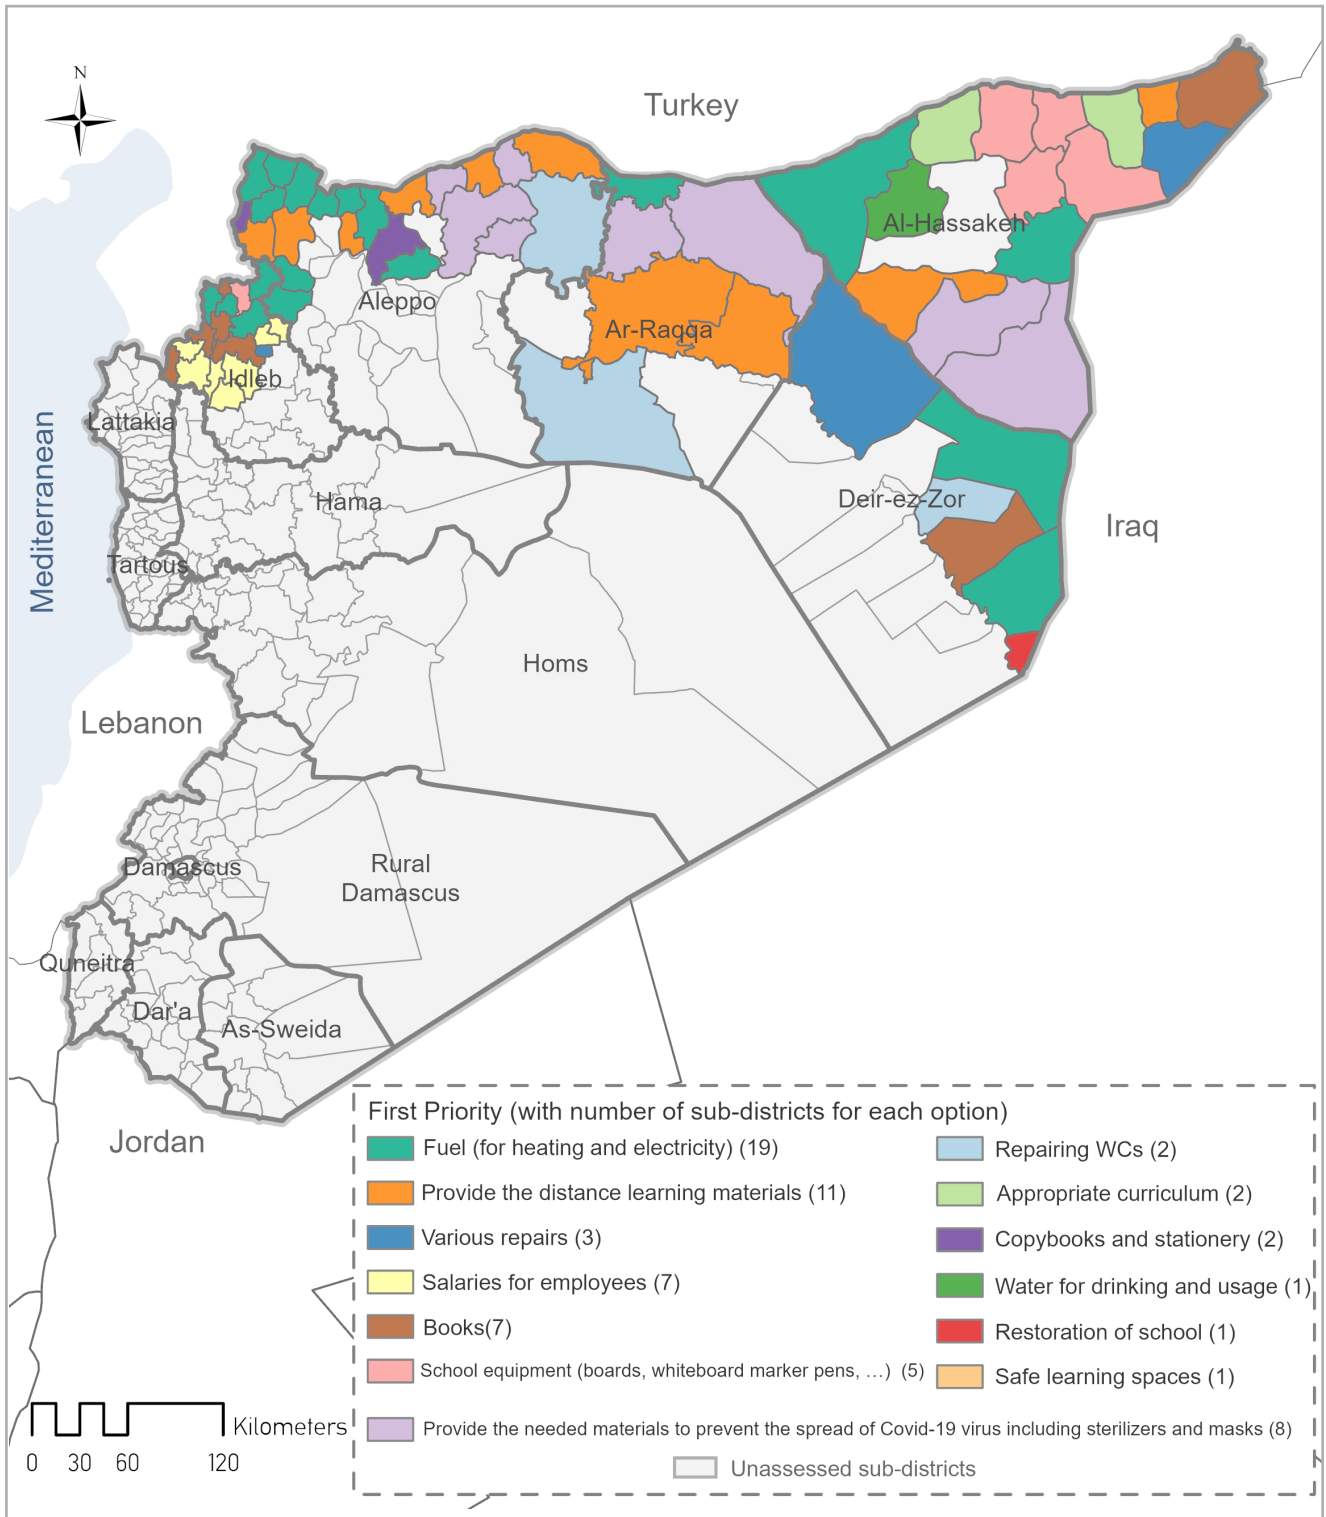 N
Turkey
Al-Hassakeh
Aleppo
Ar-Raqqa
Idleb
Lattakia
Mediterranean
Hama
Deir-ez-Zor
Iraq
Tartous
Homs
Lebanon
Damascus
Rural
Damascus
Quneitra
Dar'a
As-Sweida
Jordan
First Priority (with number of sub-districts for each option)
Fuel (for heating and electricity) (19)
Provide the distance learning materials (11)
Various repairs (3)
Salaries for employees (7)
Books(7)
School equipment (boards, whiteboard marker pens, …) (5)
Repairing WCs (2)
Appropriate curriculum (2)
Copybooks and stationery (2)
Water for drinking and usage (1)
Restoration of school (1)
Safe learning spaces (1)
Provide the needed materials to prevent the spread of Covid-19 virus including sterilizers and masks (8)
Unassessed sub-districts
Kilometers
0 30 60 120